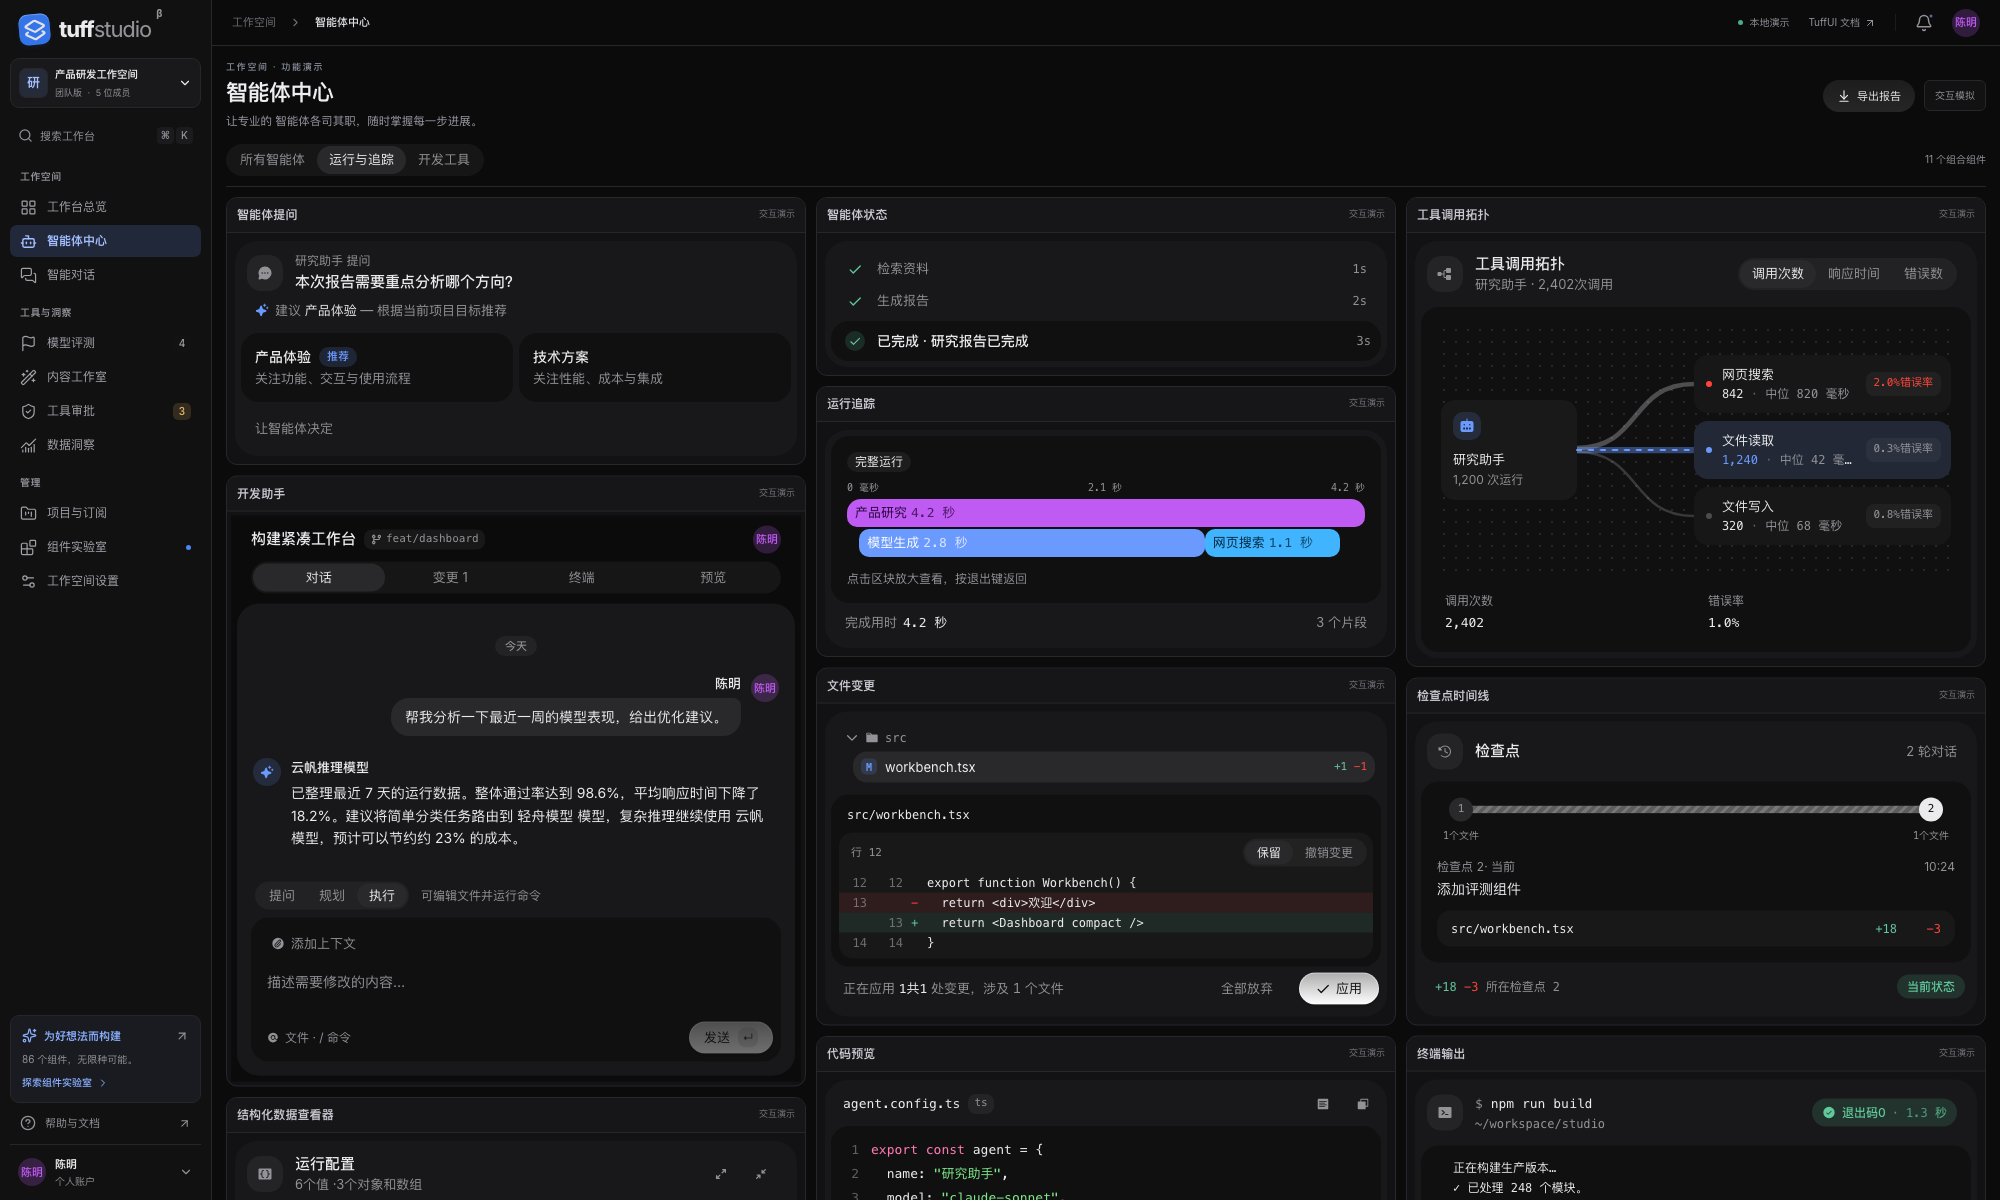 tuffstudio β
研
产品研发工作空间
团队版 · 5 位成员
搜索工作台 ⌘ K
工作空间
工作台总览
智能体中心
智能对话
工具与洞察
模型评测 4
内容工作室
工具审批 3
数据洞察
管理
项目与订阅
组件实验室
工作空间设置
为好想法而构建
86 个组件，无限种可能。
探索组件实验室
帮助与文档
陈明
陈明
个人账户
工作空间 > 智能体中心
本地演示
TuffUI 文档
陈明
工作空间 · 功能演示
智能体中心
让专业的 智能体各司其职，随时掌握每一步进展。
导出报告
交互模拟
所有智能体 运行与追踪 开发工具
11 个组合组件
智能体提问 交互演示
研究助手 提问
本次报告需要重点分析哪个方向?
建议 产品体验 — 根据当前项目目标推荐
产品体验 推荐
关注功能、交互与使用流程
技术方案
关注性能、成本与集成
让智能体决定
开发助手 交互演示
构建紧凑工作台 feat/dashboard 陈明
对话 变更 1 终端 预览
今天
陈明 陈明
帮我分析一下最近一周的模型表现，给出优化建议。
云帆推理模型
已整理最近 7 天的运行数据。整体通过率达到 98.6%，平均响应时间下降了
18.2%。建议将简单分类任务路由到 轻舟模型 模型，复杂推理继续使用 云帆
模型，预计可以节约约 23% 的成本。
提问 规划 执行 可编辑文件并运行命令
添加上下文
描述需要修改的内容...
文件 · / 命令
发送
结构化数据查看器 交互演示
运行配置
6个值 ·3个对象和数组
智能体状态 交互演示
检索资料 1s
生成报告 2s
已完成 · 研究报告已完成 3s
运行追踪 交互演示
完整运行
0 毫秒 2.1 秒 4.2 秒
产品研究 4.2 秒
模型生成 2.8 秒 网页搜索 1.1 秒
点击区块放大查看，按退出键返回
完成用时 4.2 秒 3 个片段
文件变更 交互演示
src
M workbench.tsx +1 −1
src/workbench.tsx
行 12 保留 撤销变更
12 12 export function Workbench() {
13 − return <div>欢迎</div>
13 + return <Dashboard compact />
14 14 }
正在应用 1共1 处变更，涉及 1 个文件 全部放弃 应用
代码预览 交互演示
agent.config.ts ts
1 export const agent = {
2 name: "研究助手",
3 model: "claude-sonnet",
工具调用拓扑 交互演示
工具调用拓扑
研究助手 · 2,402次调用
调用次数 响应时间 错误数
研究助手
1,200 次运行
网页搜索
842 · 中位 820 毫秒
2.0%错误率
文件读取
1,240 · 中位 42 毫…
0.3%错误率
文件写入
320 · 中位 68 毫秒
0.8%错误率
调用次数 错误率
2,402 1.0%
检查点时间线 交互演示
检查点 2 轮对话
1 2
1个文件 1个文件
检查点 2· 当前 10:24
添加评测组件
src/workbench.tsx +18 −3
+18 −3 所在检查点 2 当前状态
终端输出 交互演示
$ npm run build
~/workspace/studio
退出码0 · 1.3 秒
正在构建生产版本…
✓ 已处理 248 个模块。